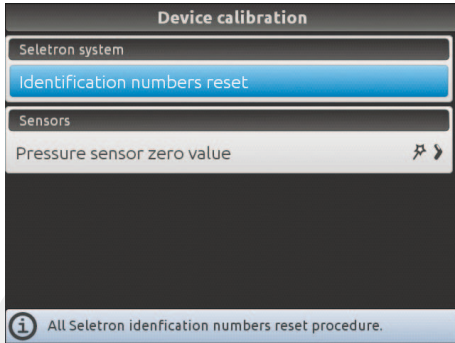 Device calibration
Seletron system
Identification numbers reset
Sensors
Pressure sensor zero value
All Seletron idenfication numbers reset procedure.